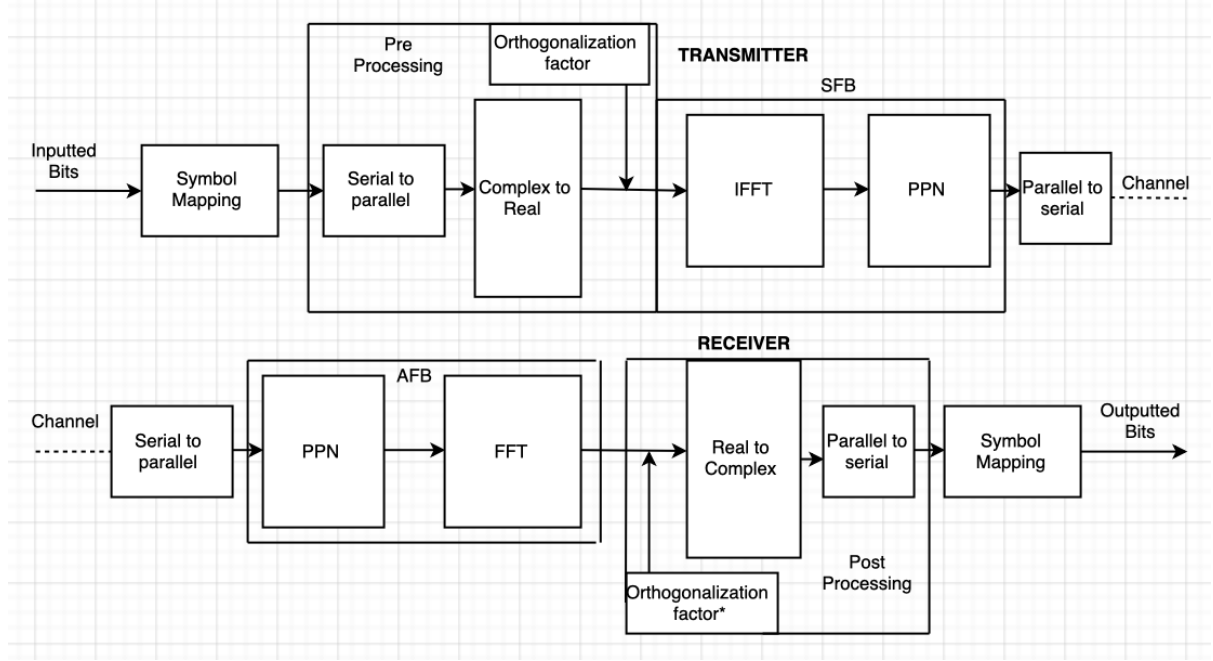 Pre
Processing
Orthogonalization
factor
TRANSMITTER
SFB
Inputted
Bits
Symbol
Mapping
Serial to
parallel
Complex to
Real
IFFT
PPN
Parallel to
serial
Channel
RECEIVER
AFB
Channel
Serial to
parallel
PPN
FFT
Real to
Complex
Parallel to
serial
Symbol
Mapping
Outputted
Bits
Orthogonalization
factor*
Post
Processing